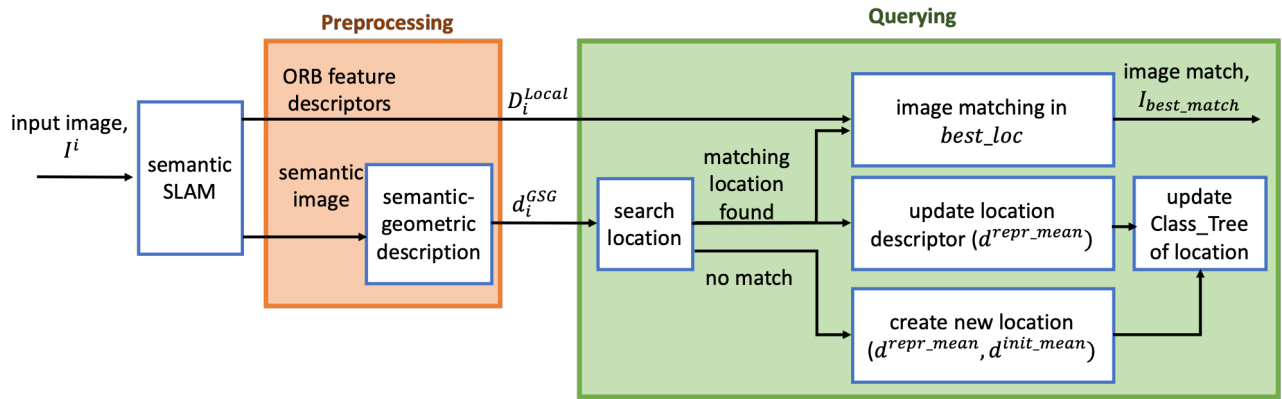 Preprocessing
Querying
input image,
I^i
semantic
SLAM
ORB feature
descriptors
D_i^{Local}
semantic
image
semantic-
geometric
description
d_i^{GSG}
search
location
matching
location
found
no match
image matching in
best_loc
update location
descriptor (d^{repr_mean})
create new location
(d^{repr_mean}, d^{init_mean})
update
Class_Tree
of location
image match,
I_{best_match}